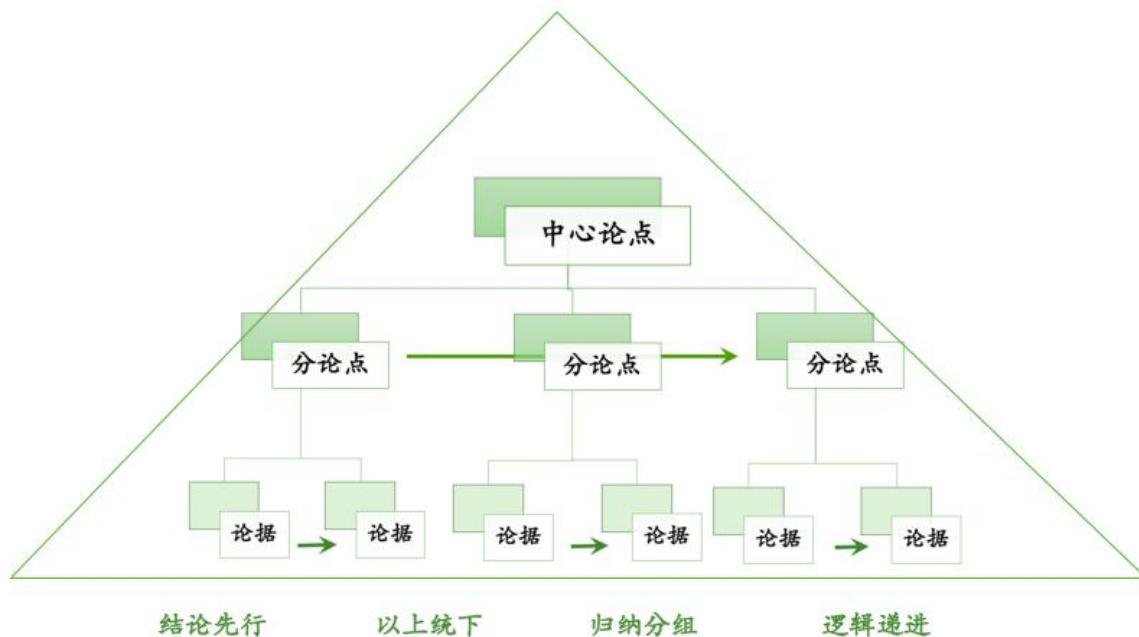 中心论点
分论点 分论点 分论点
论据 论据 论据 论据 论据 论据
结论先行 以上统下 归纳分组 逻辑递进